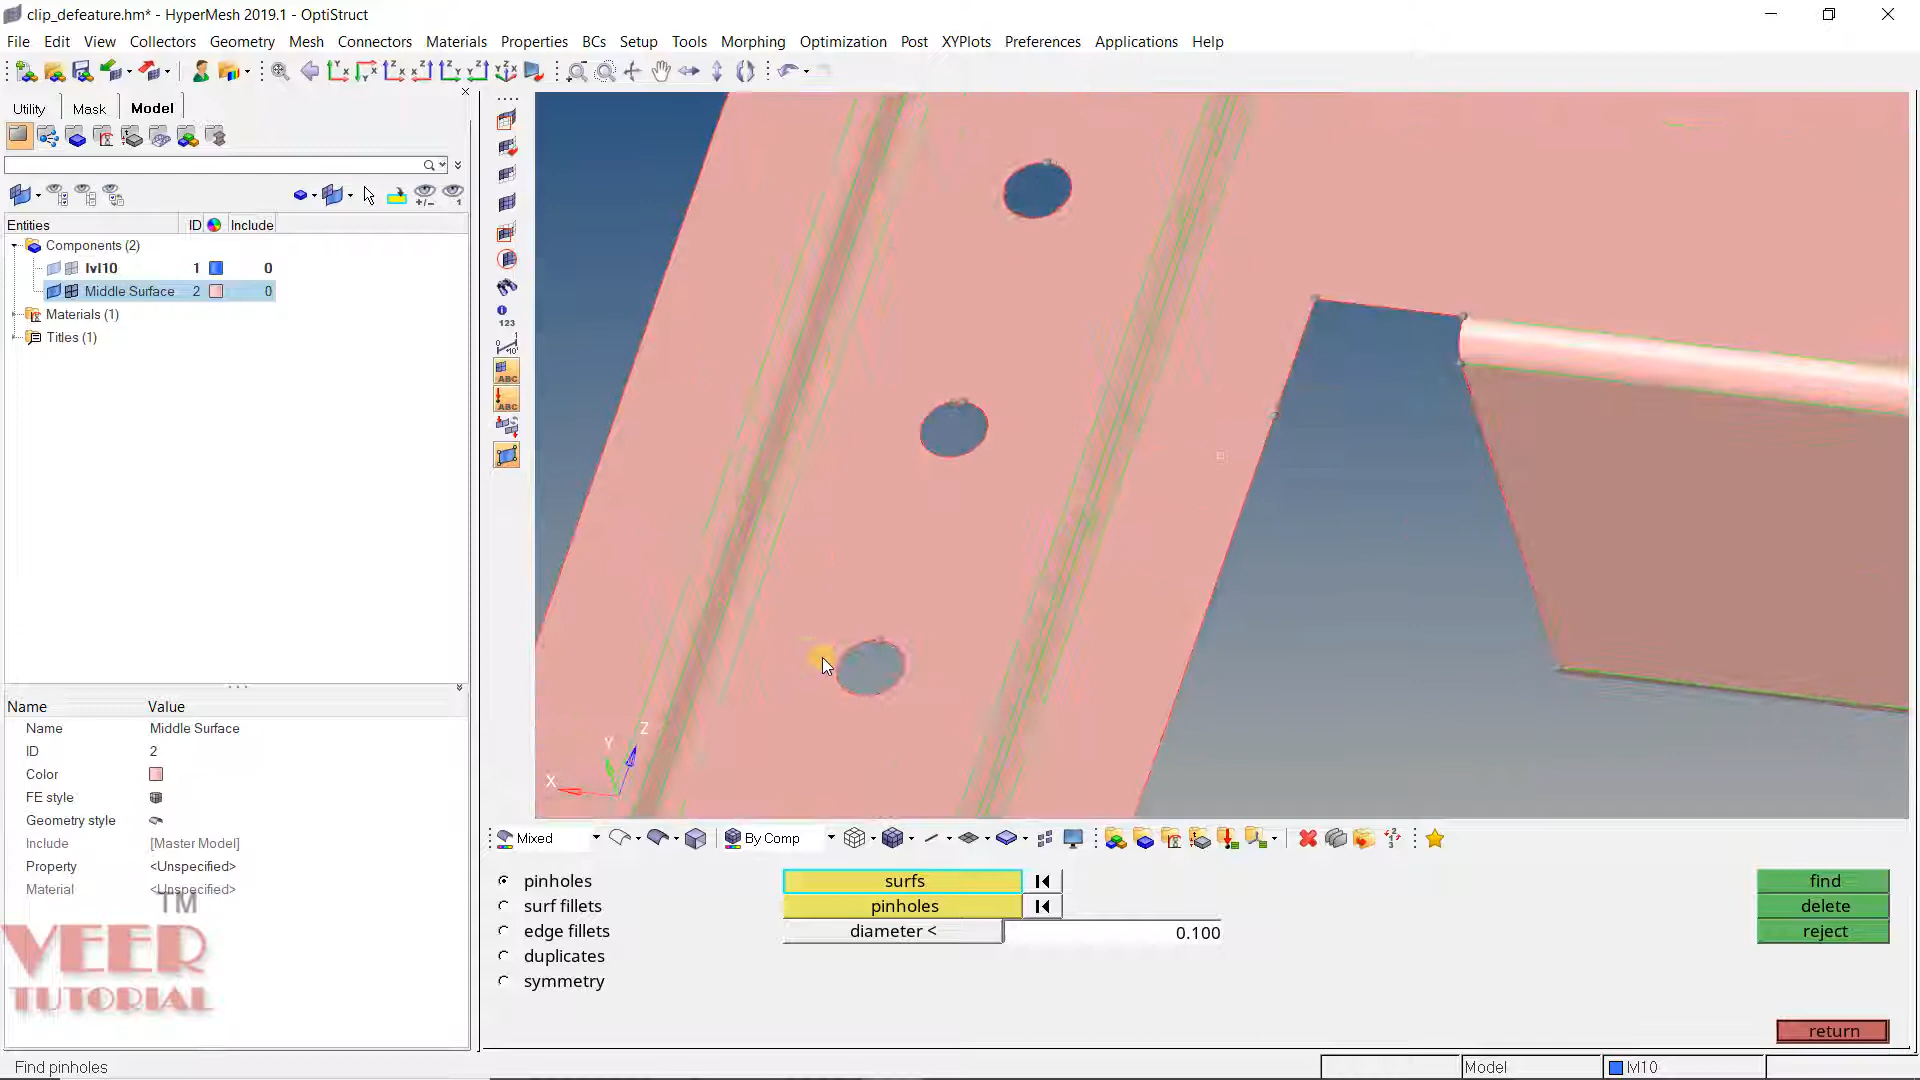 clip_defeature.hm* - HyperMesh 2019.1 - OptiStruct
File Edit View Collectors Geometry Mesh Connectors Materials Properties BCs Setup Tools Morphing Optimization Post XYPlots Preferences Applications Help
Utility Mask Model
Entities ID Include
Components (2)
lvl10 1 0
Middle Surface 2 0
Materials (1)
Titles (1)
123
ABC
ABC
Name Value
Name Middle Surface
ID 2
Color
FE style
Geometry style
Include [Master Model]
Property <Unspecified>
Material <Unspecified>
TM
VEER
TUTORIAL
Y Z
X
Mixed By Comp
pinholes surfs find
surf fillets pinholes delete
edge fillets diameter < 0.100 reject
duplicates
symmetry
return
Find pinholes Model lvl10